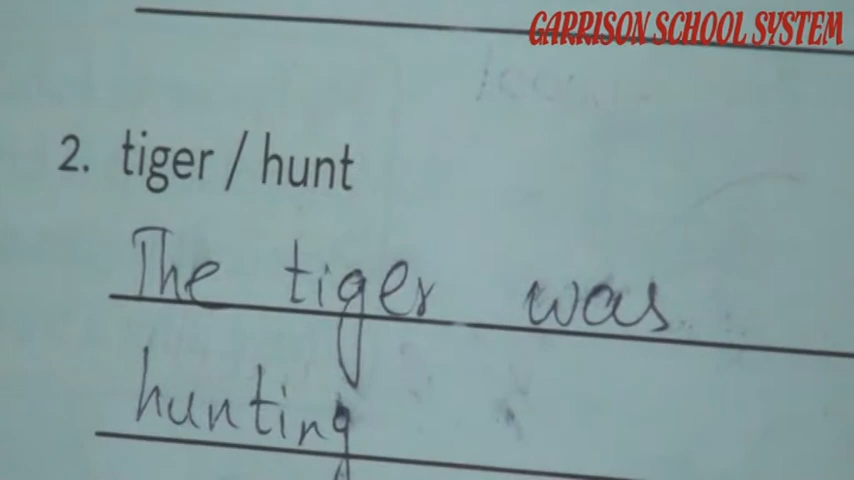 GARRISON SCHOOL SYSTEM
2. tiger / hunt
The tiger was
hunting